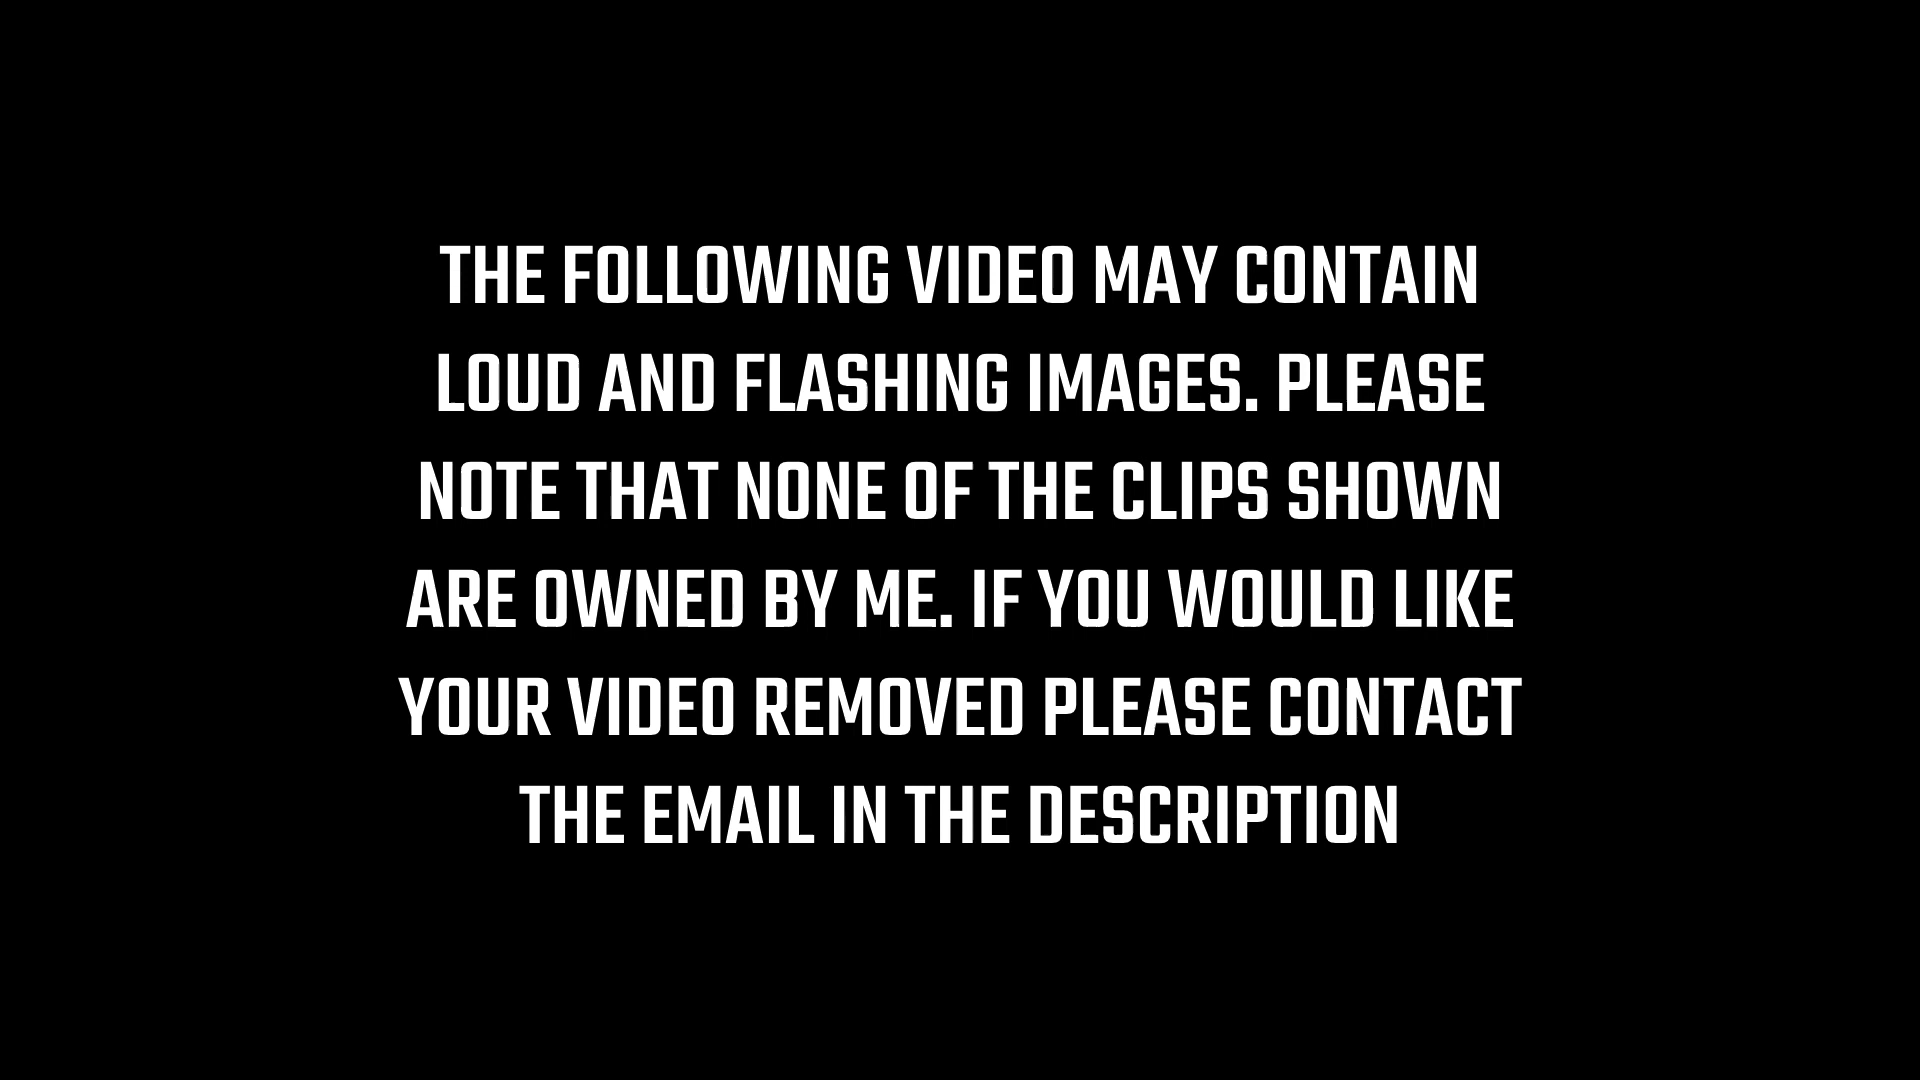 THE FOLLOWING VIDEO MAY CONTAIN
LOUD AND FLASHING IMAGES. PLEASE
NOTE THAT NONE OF THE CLIPS SHOWN
ARE OWNED BY ME. IF YOU WOULD LIKE
YOUR VIDEO REMOVED PLEASE CONTACT
THE EMAIL IN THE DESCRIPTION